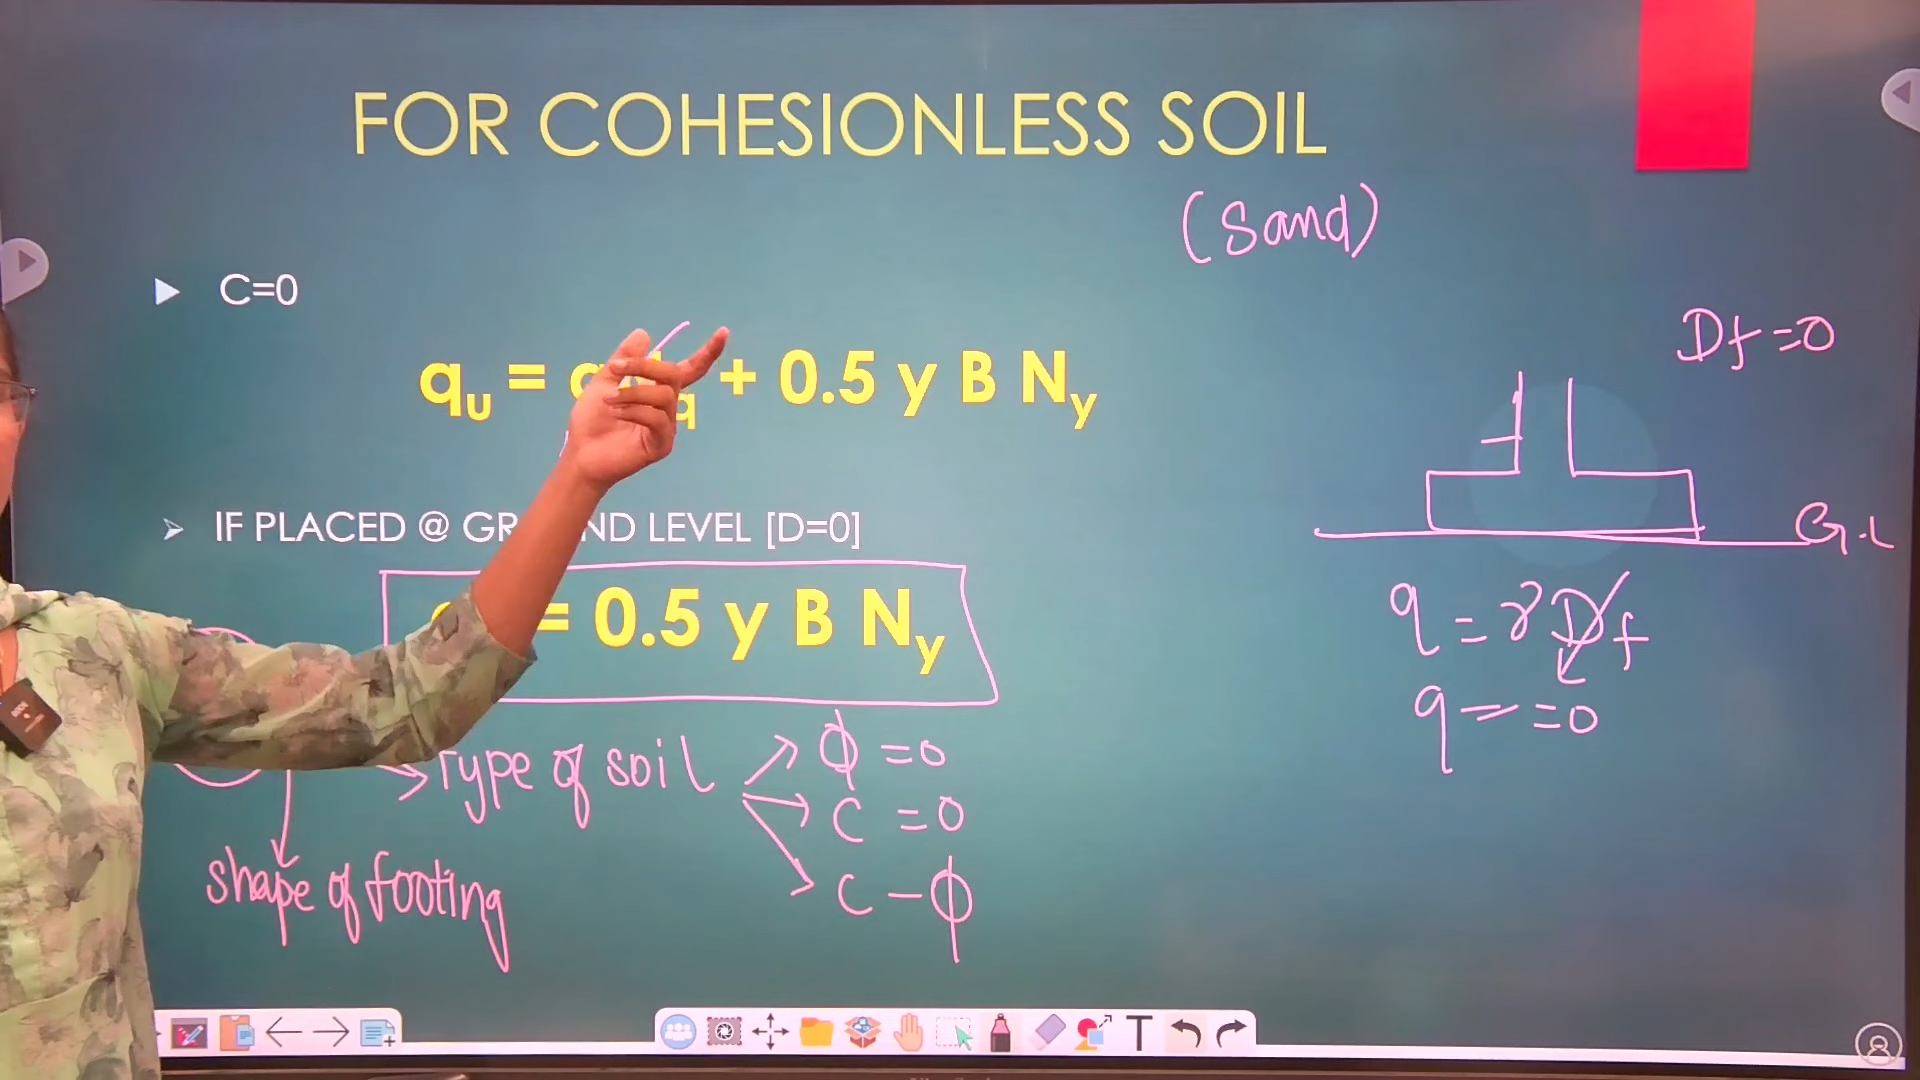 FOR COHESIONLESS SOIL
(Sand)
C=0
Df=0
qu = q q + 0.5 y B Ny
IF PLACED @ GR ND LEVEL [D=0]
G.L
= 0.5 y B Ny
q = γDf
q = =0
Type of soil
ϕ =0
C =0
C - ϕ
shape of footing
T